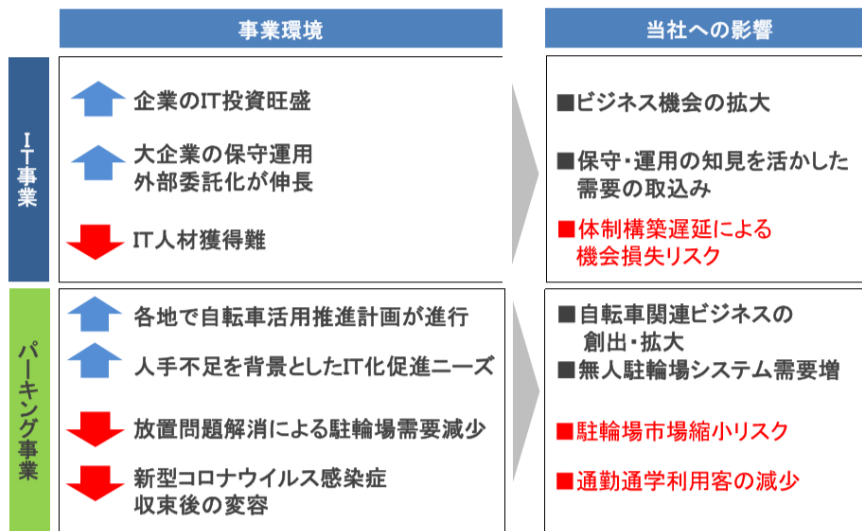 事業環境
当社への影響
IT事業
企業のIT投資旺盛
大企業の保守運用
外部委託化が伸長
IT人材獲得難
■ビジネス機会の拡大
■保守・運用の知見を活かした
需要の取込み
■体制構築遅延による
機会損失リスク
パーキング事業
各地で自転車活用推進計画が進行
人手不足を背景としたIT化促進ニーズ
放置問題解消による駐輪場需要減少
新型コロナウイルス感染症
収束後の変容
■自転車関連ビジネスの
創出・拡大
■無人駐輪場システム需要増
■駐輪場市場縮小リスク
■通勤通学利用客の減少